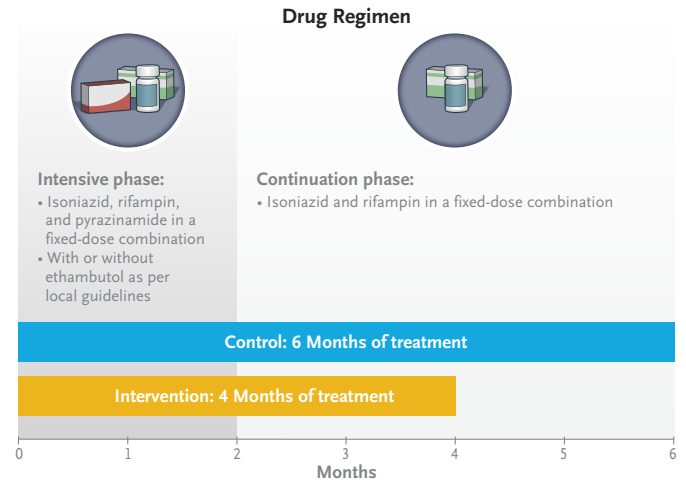 Drug Regimen
Intensive phase:
• Isoniazid, rifampin,
and pyrazinamide in a
fixed-dose combination
• With or without
ethambutol as per
local guidelines
Continuation phase:
• Isoniazid and rifampin in a fixed-dose combination
Control: 6 Months of treatment
Intervention: 4 Months of treatment
0 1 2 3 4 5 6
Months